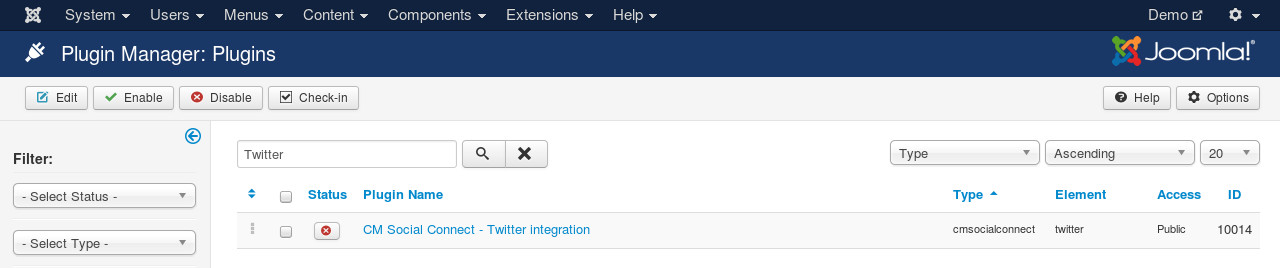 System Users Menus Content Components Extensions Help Demo
Plugin Manager: Plugins Joomla!®
Edit Enable Disable Check-in Help Options
Filter:
Twitter Type Ascending 20
- Select Status -
Status Plugin Name Type Element Access ID
- Select Type -
CM Social Connect - Twitter integration cmsocialconnect twitter Public 10014